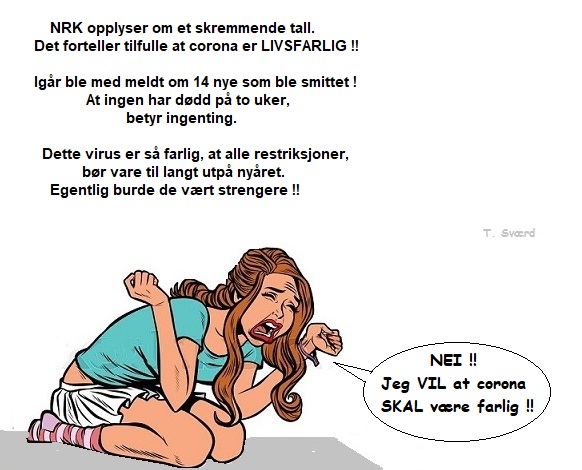 NRK opplyser om et skremmende tall.
Det forteller tilfulle at corona er LIVSFARLIG !!
Igår ble med meldt om 14 nye som ble smittet !
At ingen har dødd på to uker,
betyr ingenting.
Dette virus er så farlig, at alle restriksjoner,
bør vare til langt utpå nyåret.
Egentlig burde de vært strengere !!
T. Sværd
NEI !!
Jeg VIL at corona
SKAL være farlig !!